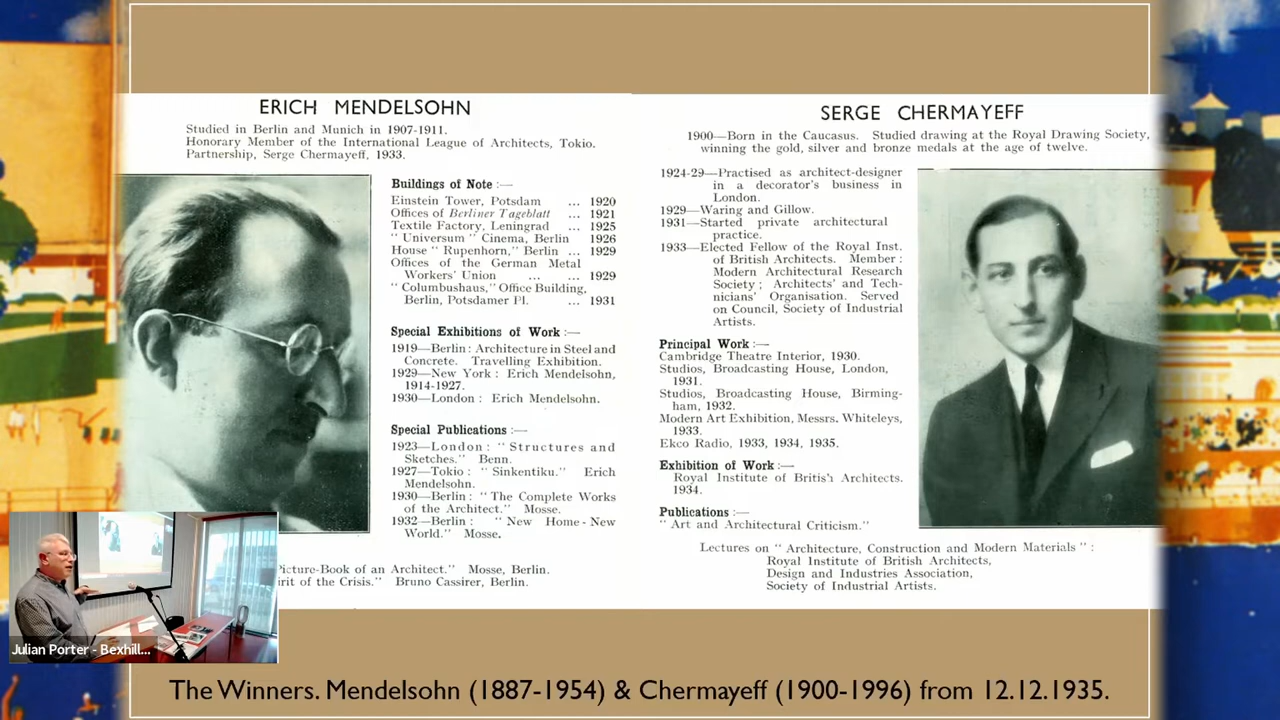 ERICH MENDELSOHN
Studied in Berlin and Munich in 1907-1911.
Honorary Member of the International League of Architects, Tokio.
Partnership, Serge Chermayeff, 1933.
Buildings of Note :—
Einstein Tower, Potsdam ... 1920
Offices of Berliner Tageblatt ... 1921
Textile Factory, Leningrad ... 1925
" Universum " Cinema, Berlin 1926
House " Rupenhorn," Berlin ... 1929
Offices of the German Metal
Workers' Union ... ... 1929
" Columbushaus," Office Building,
Berlin, Potsdamer Pl. ... 1931
Special Exhibitions of Work :—
1919—Berlin : Architecture in Steel and
Concrete. Travelling Exhibition.
1929—New York : Erich Mendelsohn,
1914-1927.
1930—London : Erich Mendelsohn.
Special Publications :—
1923—London : " Structures and
Sketches." Benn.
1927—Tokio : " Sinkentiku." Erich
Mendelsohn.
1930—Berlin : " The Complete Works
of the Architect." Mosse.
1932—Berlin : " New Home - New
World." Mosse.
Picture-Book of an Architect." Mosse, Berlin.
of the Crisis." Bruno Cassirer, Berlin.
SERGE CHERMAYEFF
1900—Born in the Caucasus. Studied drawing at the Royal Drawing Society,
winning the gold, silver and bronze medals at the age of twelve.
1924-29—Practised as architect-designer
in a decorator's business in
London.
1929—Waring and Gillow.
1931—Started private architectural
practice.
1933—Elected Fellow of the Royal Inst.
of British Architects. Member :
Modern Architectural Research
Society ; Architects' and Tech-
nicians' Organisation. Served
on Council, Society of Industrial
Artists.
Principal Work :—
Cambridge Theatre Interior, 1930.
Studios, Broadcasting House, London,
1931.
Studios, Broadcasting House, Birming-
ham, 1932.
Modern Art Exhibition, Messrs. Whiteleys,
1933.
Ekco Radio, 1933, 1934, 1935.
Exhibition of Work :—
Royal Institute of British Architects.
1934.
Publications :—
" Art and Architectural Criticism."
Lectures on " Architecture, Construction and Modern Materials " :
Royal Institute of British Architects,
Design and Industries Association,
Society of Industrial Artists.
Julian Porter - Bexhill...
The Winners. Mendelsohn (1887-1954) & Chermayeff (1900-1996) from 12.12.1935.